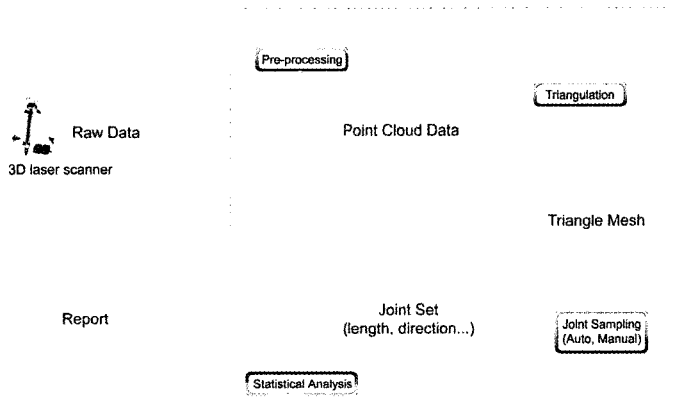 Pre-processing
Triangulation
Raw Data
Point Cloud Data
3D laser scanner
Triangle Mesh
Report
Joint Set
(length, direction...)
Joint Sampling
(Auto, Manual)
Statistical Analysis